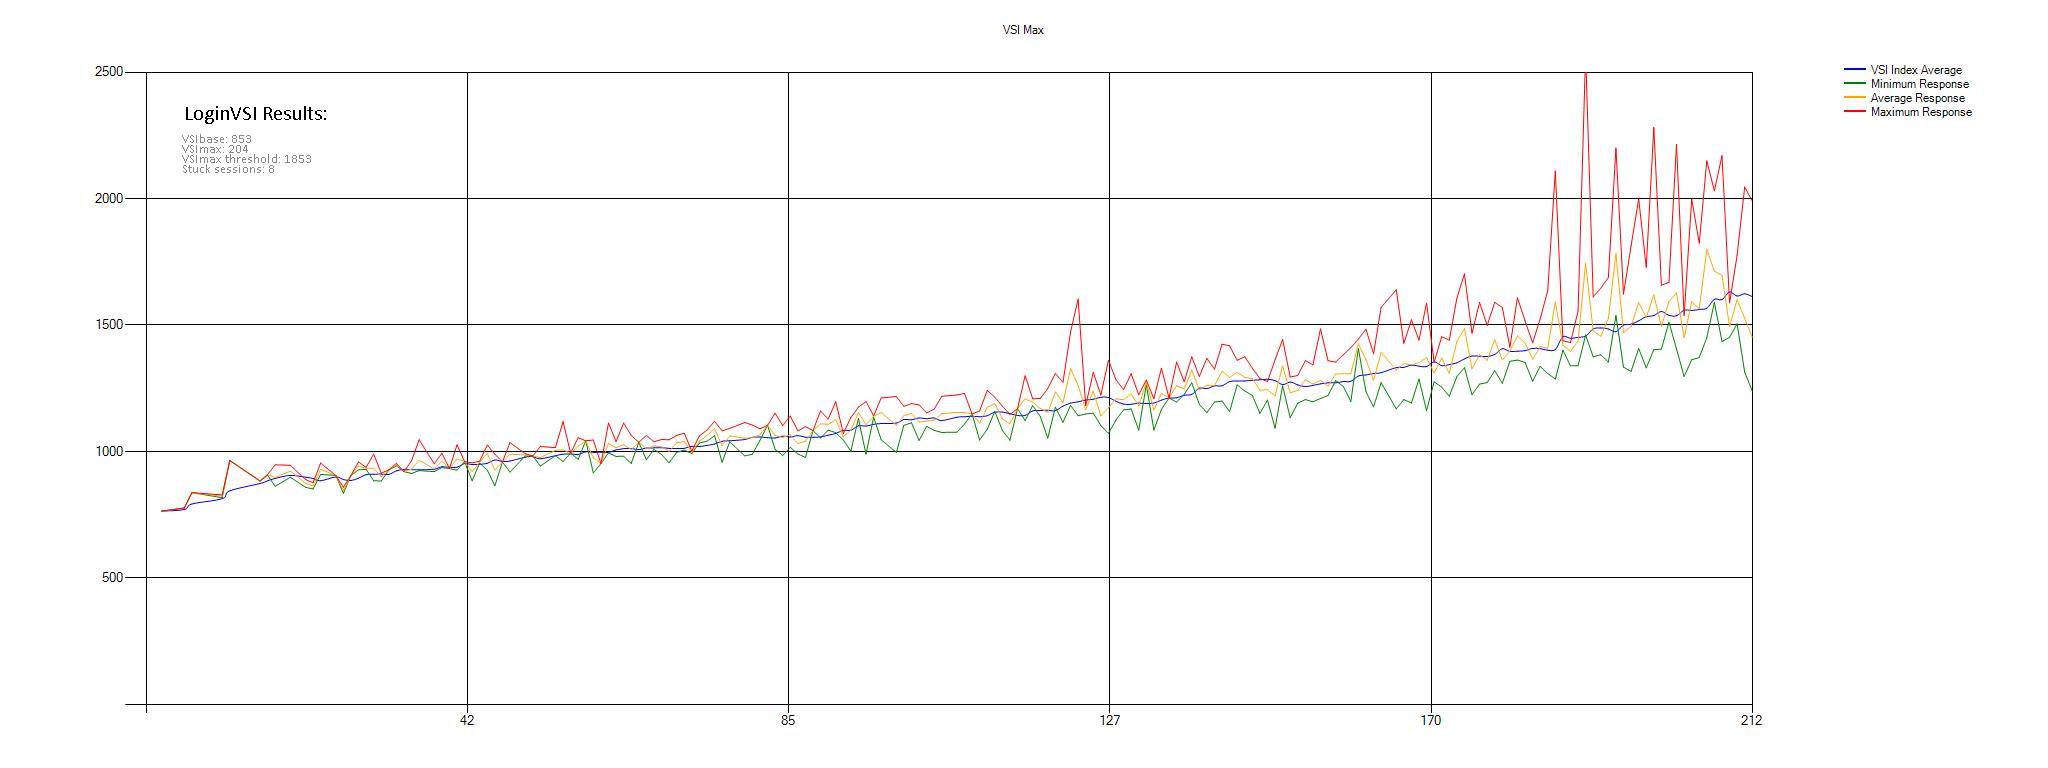 VSI Max
2500
2000
1500
1000
500
LoginVSI Results:
VSIbase: 853
VSImax: 204
VSImax threshold: 1853
Stuck sessions: 8
VSI Index Average
Minimum Response
Average Response
Maximum Response
42
85
127
170
212